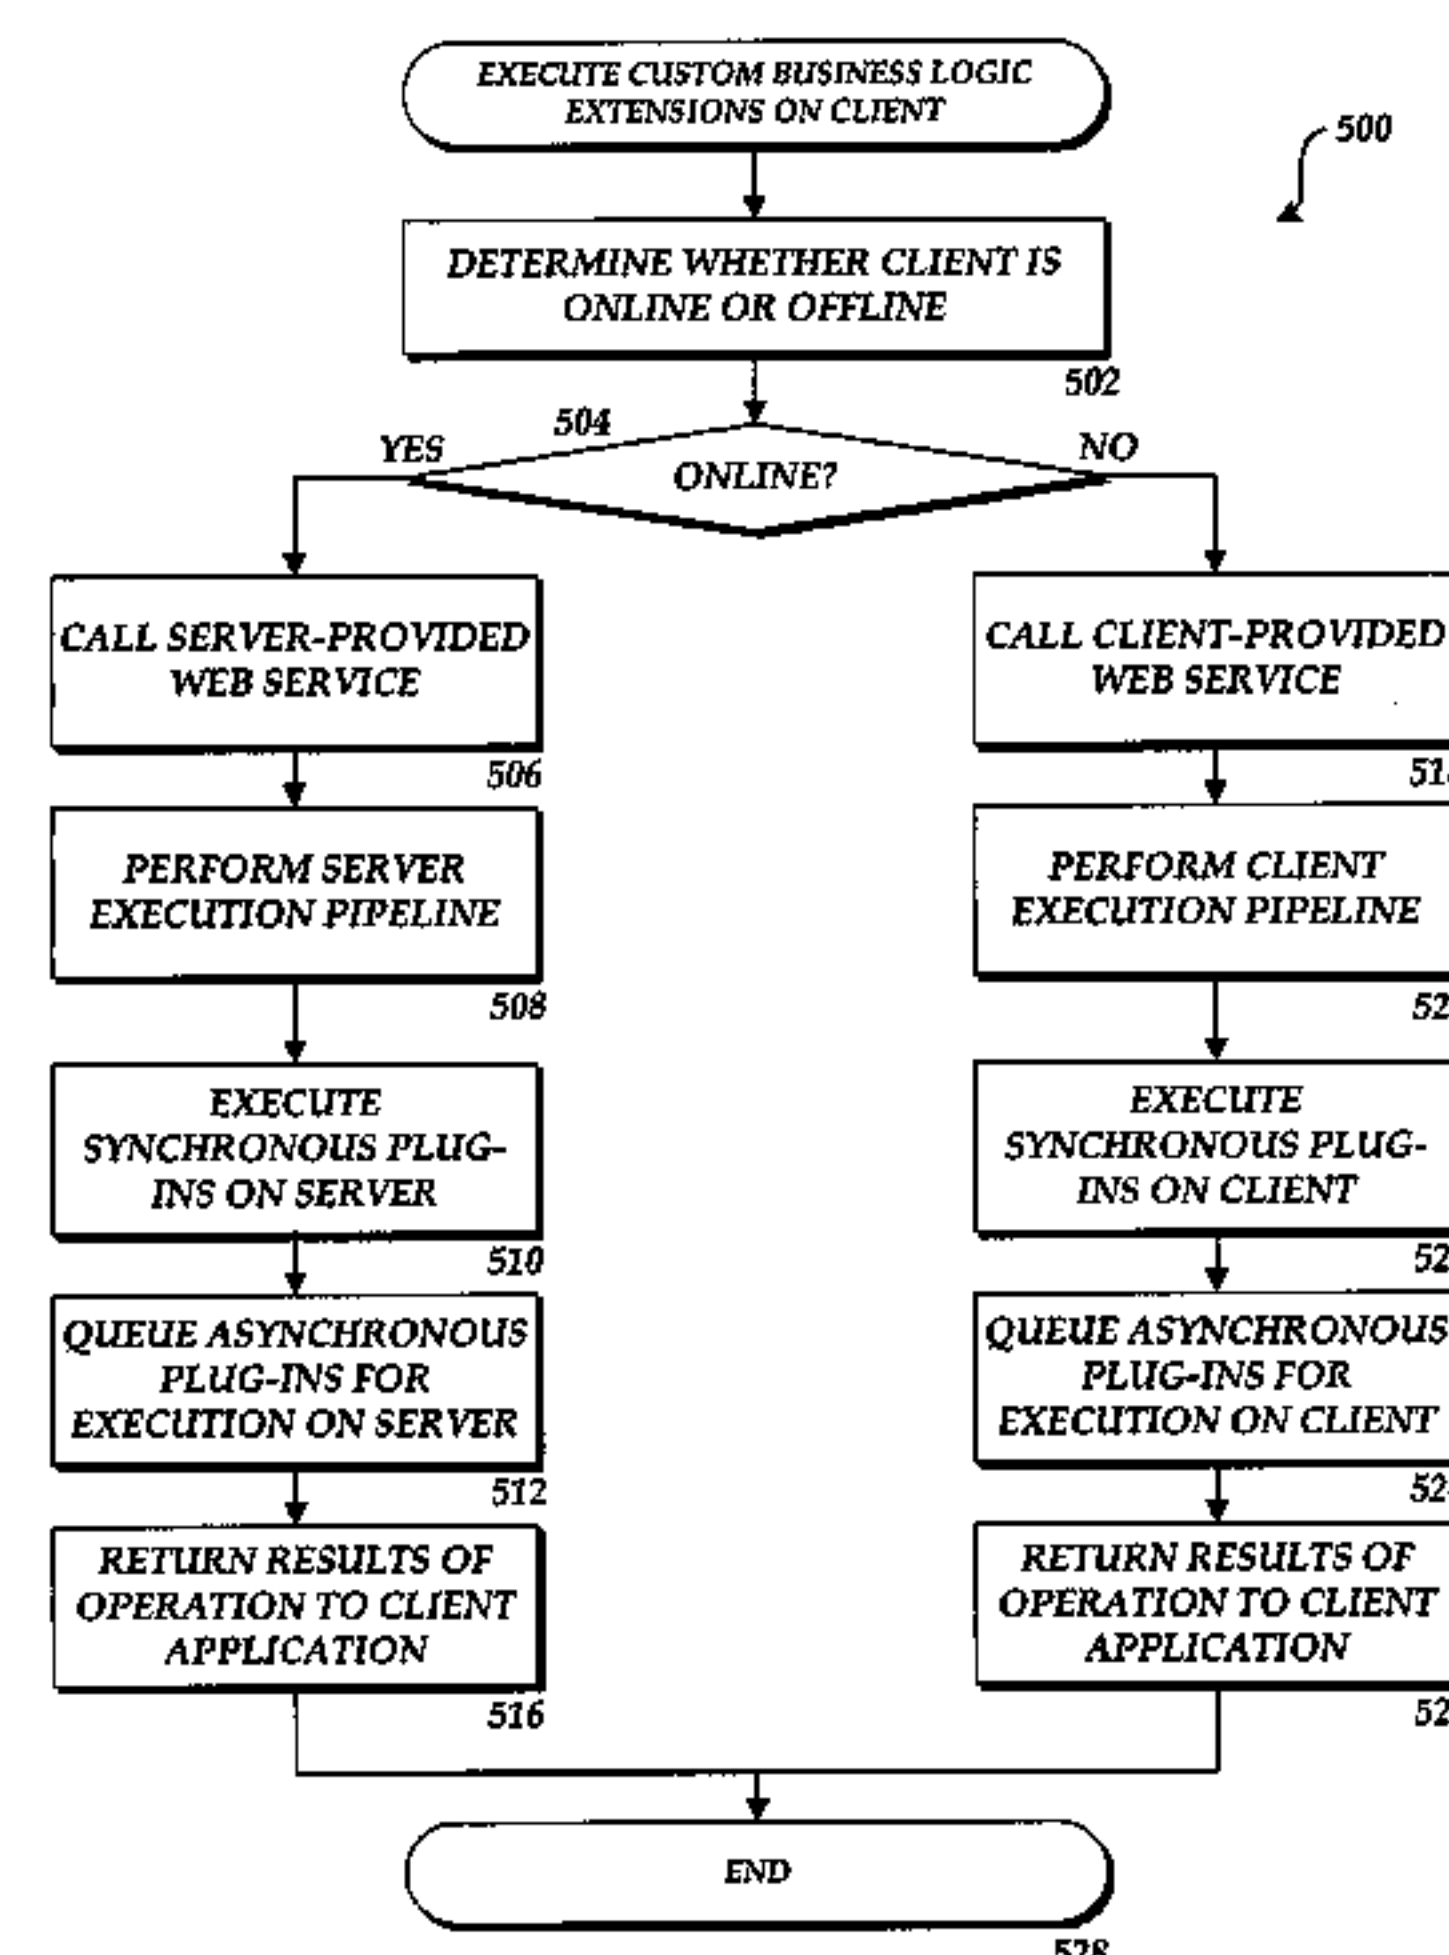 EXECUTE CUSTOM BUSINESS LOGIC
EXTENSIONS ON CLIENT
500
DETERMINE WHETHER CLIENT IS
ONLINE OR OFFLINE
502
504
YES
ONLINE?
NO
CALL SERVER-PROVIDED
WEB SERVICE
506
CALL CLIENT-PROVIDED
WEB SERVICE
PERFORM SERVER
EXECUTION PIPELINE
508
PERFORM CLIENT
EXECUTION PIPELINE
EXECUTE
SYNCHRONOUS PLUG-
INS ON SERVER
510
EXECUTE
SYNCHRONOUS PLUG-
INS ON CLIENT
QUEUE ASYNCHRONOUS
PLUG-INS FOR
EXECUTION ON SERVER
512
QUEUE ASYNCHRONOUS
PLUG-INS FOR
EXECUTION ON CLIENT
RETURN RESULTS OF
OPERATION TO CLIENT
APPLICATION
516
RETURN RESULTS OF
OPERATION TO CLIENT
APPLICATION
END
528